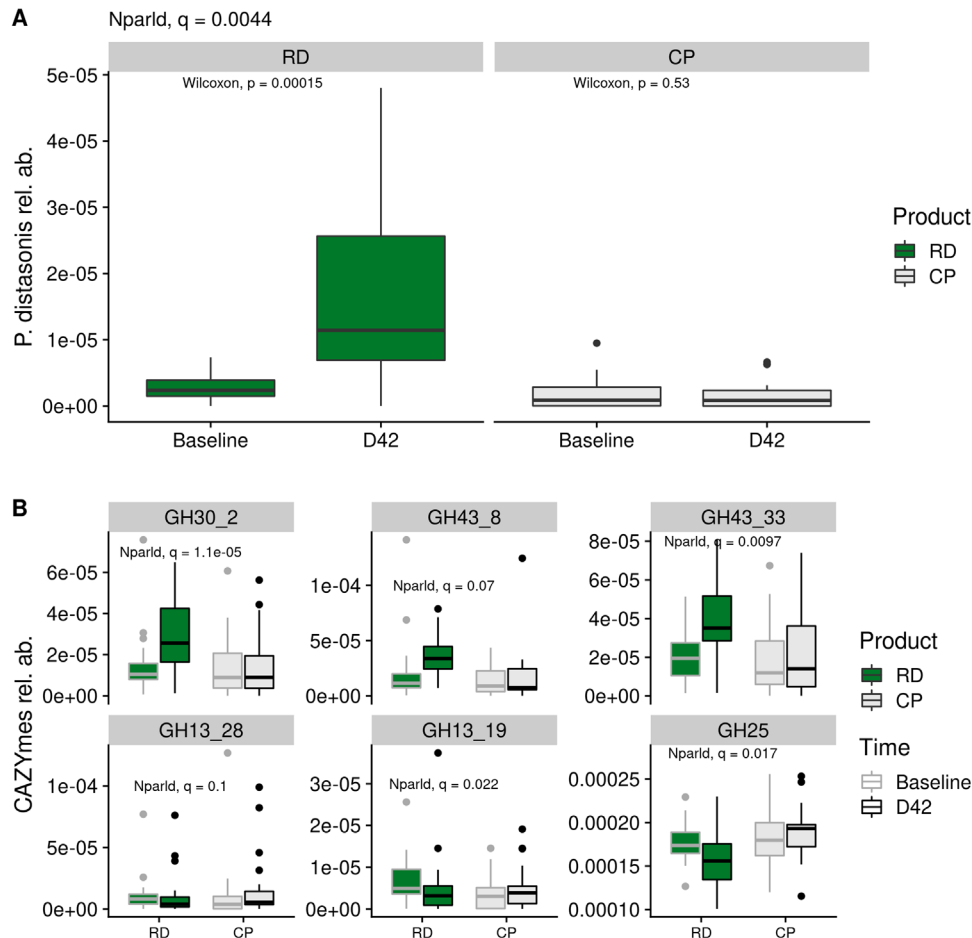 A
Nparld, q = 0.0044
RD
CP
Wilcoxon, p = 0.00015
Wilcoxon, p = 0.53
P. distasonis rel. ab.
5e-05
4e-05
3e-05
2e-05
1e-05
0e+00
Baseline
D42
Baseline
D42
Product
RD
CP
B
CAZYmes rel. ab.
GH30_2
Nparld, q = 1.1e-05
6e-05
4e-05
2e-05
0e+00
GH43_8
Nparld, q = 0.07
1e-04
5e-05
0e+00
GH43_33
Nparld, q = 0.0097
8e-05
6e-05
4e-05
2e-05
0e+00
GH13_28
Nparld, q = 0.1
1e-04
5e-05
0e+00
RD
CP
GH13_19
Nparld, q = 0.022
3e-05
2e-05
1e-05
0e+00
RD
CP
GH25
Nparld, q = 0.017
0.00025
0.00020
0.00015
0.00010
RD
CP
Product
RD
CP
Time
Baseline
D42